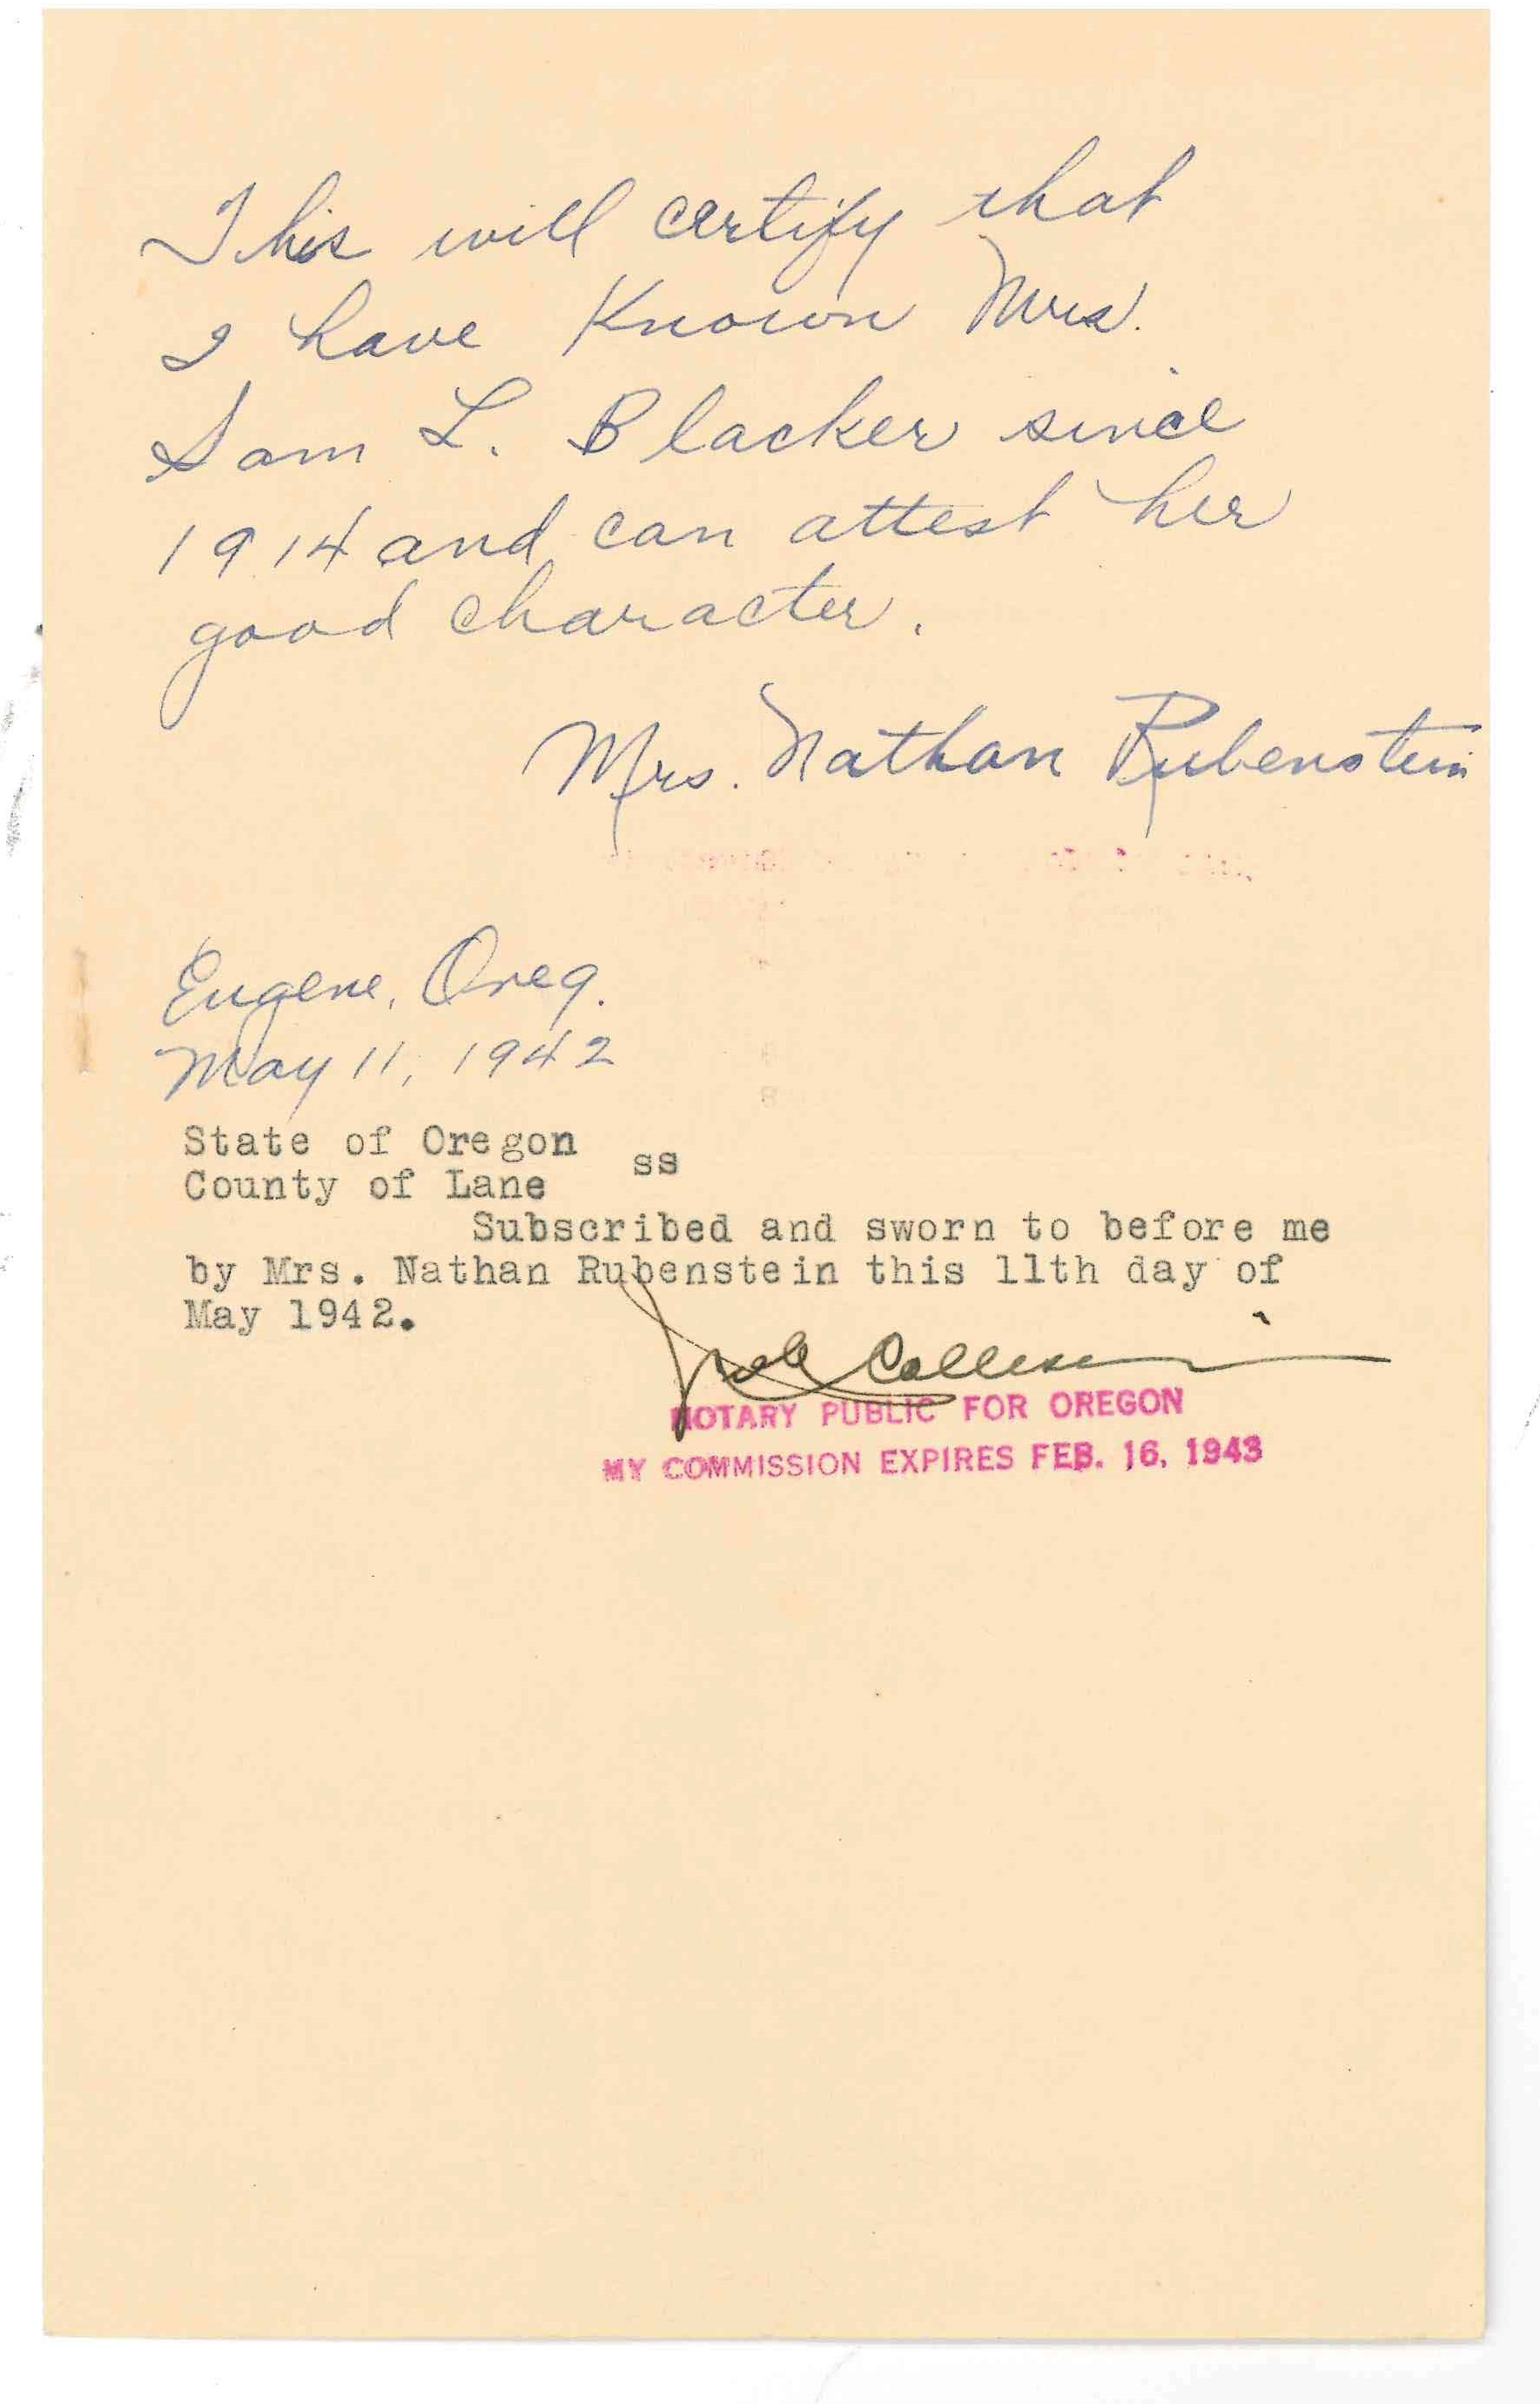 This will certify that
I have Known Mrs.
Sam L. Blacker since
1914 and can attest her
good character.
Mrs. Nathan Rubenstein
Eugene, Oreg.
May 11, 1942
State of Oregon
ss
County of Lane
Subscribed and sworn to before me
by Mrs. Nathan Rubenstein this 11th day of
May 1942.
NOTARY PUBLIC FOR OREGON
MY COMMISSION EXPIRES FEB. 16, 1943